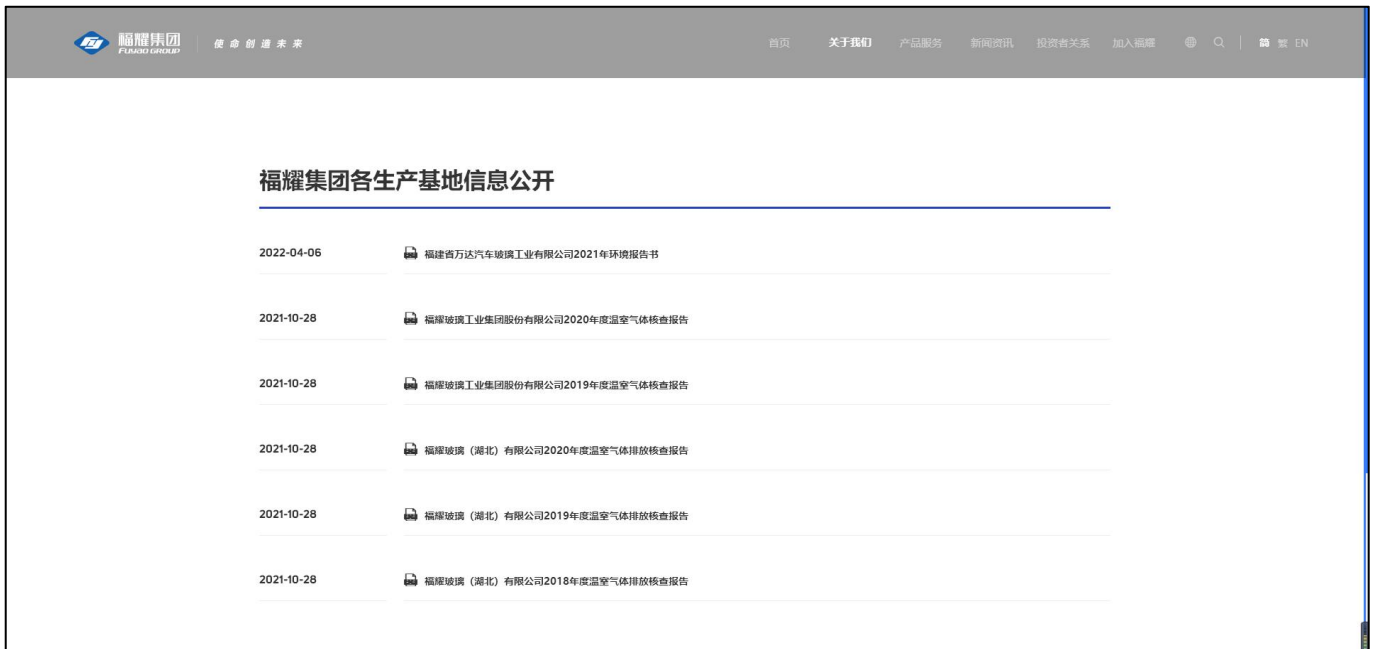 福耀集团
FUYAO GROUP
使命创造未来
首页 关于我们 产品服务 新闻资讯 投资者关系 加入福耀 简 繁 EN
福耀集团各生产基地信息公开
2022-04-06 福建省万达汽车玻璃工业有限公司2021年环境报告书
2021-10-28 福耀玻璃工业集团股份有限公司2020年度温室气体核查报告
2021-10-28 福耀玻璃工业集团股份有限公司2019年度温室气体核查报告
2021-10-28 福耀玻璃（湖北）有限公司2020年度温室气体排放核查报告
2021-10-28 福耀玻璃（湖北）有限公司2019年度温室气体排放核查报告
2021-10-28 福耀玻璃（湖北）有限公司2018年度温室气体排放核查报告